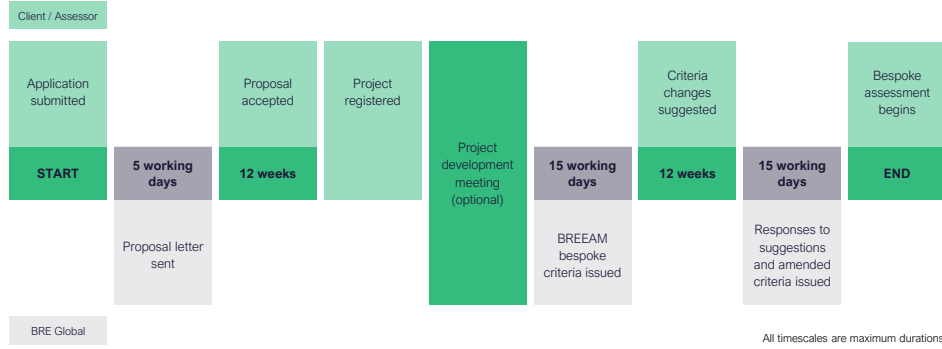 Client / Assessor
Application
submitted
START
5 working
days
Proposal letter
sent
Proposal
accepted
12 weeks
Project
registered
Project
development
meeting
(optional)
15 working
days
BREEAM
bespoke
criteria issued
Criteria
changes
suggested
12 weeks
15 working
days
Responses to
suggestions
and amended
criteria issued
Bespoke
assessment
begins
END
BRE Global
All timescales are maximum durations